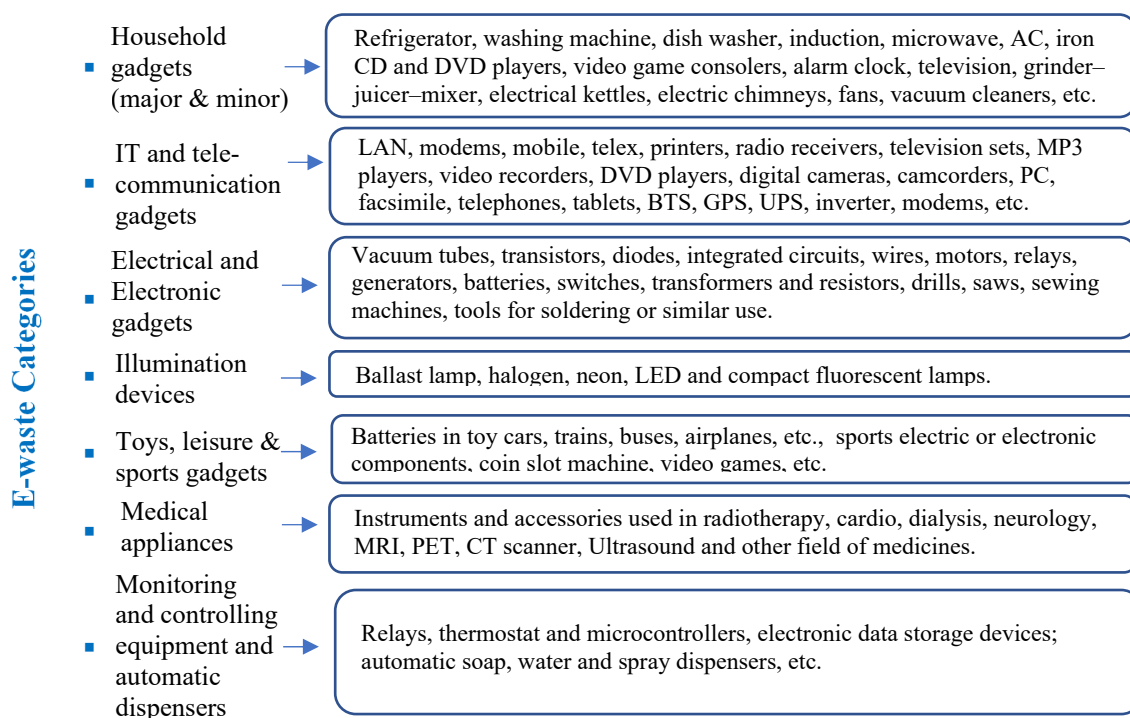 E-waste Categories
Household
gadgets
(major & minor)
Refrigerator, washing machine, dish washer, induction, microwave, AC, iron
CD and DVD players, video game consolers, alarm clock, television, grinder–
juicer–mixer, electrical kettles, electric chimneys, fans, vacuum cleaners, etc.
IT and tele-
communication
gadgets
LAN, modems, mobile, telex, printers, radio receivers, television sets, MP3
players, video recorders, DVD players, digital cameras, camcorders, PC,
facsimile, telephones, tablets, BTS, GPS, UPS, inverter, modems, etc.
Electrical and
Electronic
gadgets
Vacuum tubes, transistors, diodes, integrated circuits, wires, motors, relays,
generators, batteries, switches, transformers and resistors, drills, saws, sewing
machines, tools for soldering or similar use.
Illumination
devices
Ballast lamp, halogen, neon, LED and compact fluorescent lamps.
Toys, leisure &
sports gadgets
Batteries in toy cars, trains, buses, airplanes, etc., sports electric or electronic
components, coin slot machine, video games, etc.
Medical
appliances
Instruments and accessories used in radiotherapy, cardio, dialysis, neurology,
MRI, PET, CT scanner, Ultrasound and other field of medicines.
Monitoring
and controlling
equipment and
automatic
dispensers
Relays, thermostat and microcontrollers, electronic data storage devices;
automatic soap, water and spray dispensers, etc.